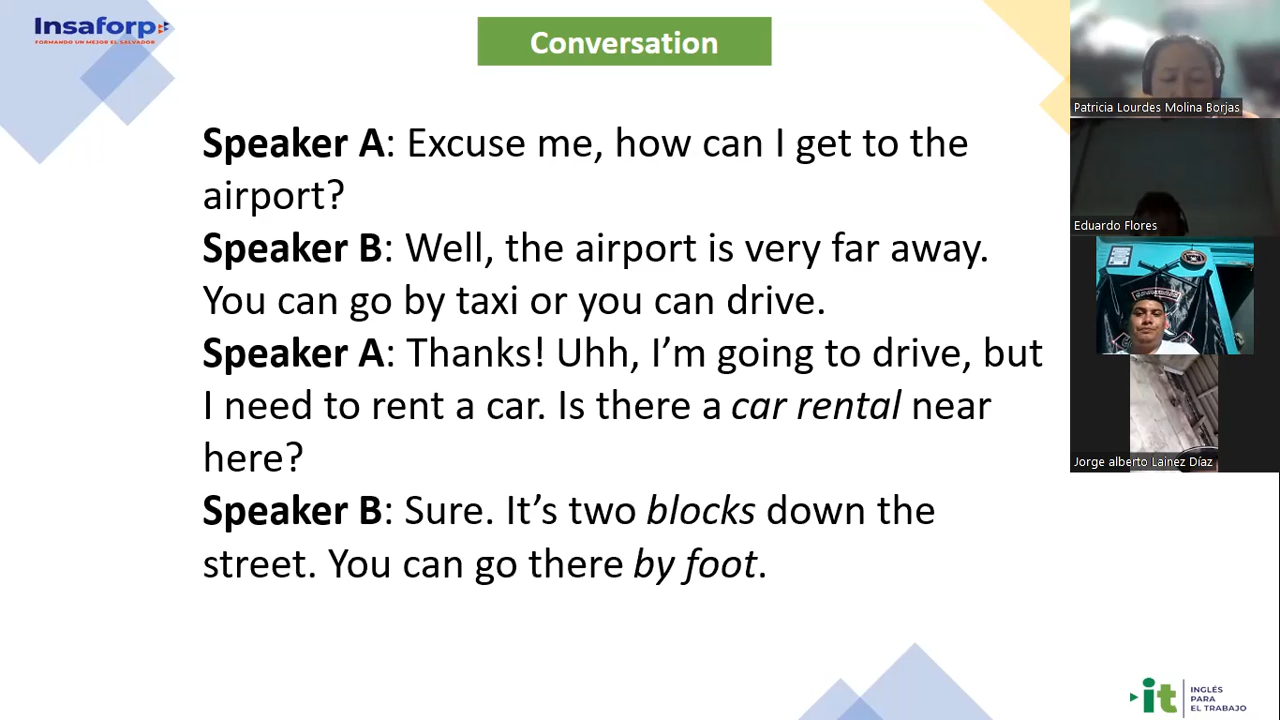 Insaforp
FORMANDO UN MEJOR EL SALVADOR
Conversation
Speaker A: Excuse me, how can I get to the
airport?
Speaker B: Well, the airport is very far away.
You can go by taxi or you can drive.
Speaker A: Thanks! Uhh, I’m going to drive, but
I need to rent a car. Is there a car rental near
here?
Speaker B: Sure. It’s two blocks down the
street. You can go there by foot.
Patricia Lourdes Molina Borjas
Eduardo Flores
Jorge alberto Lainez Díaz
it
INGLÉS
PARA
EL TRABAJO